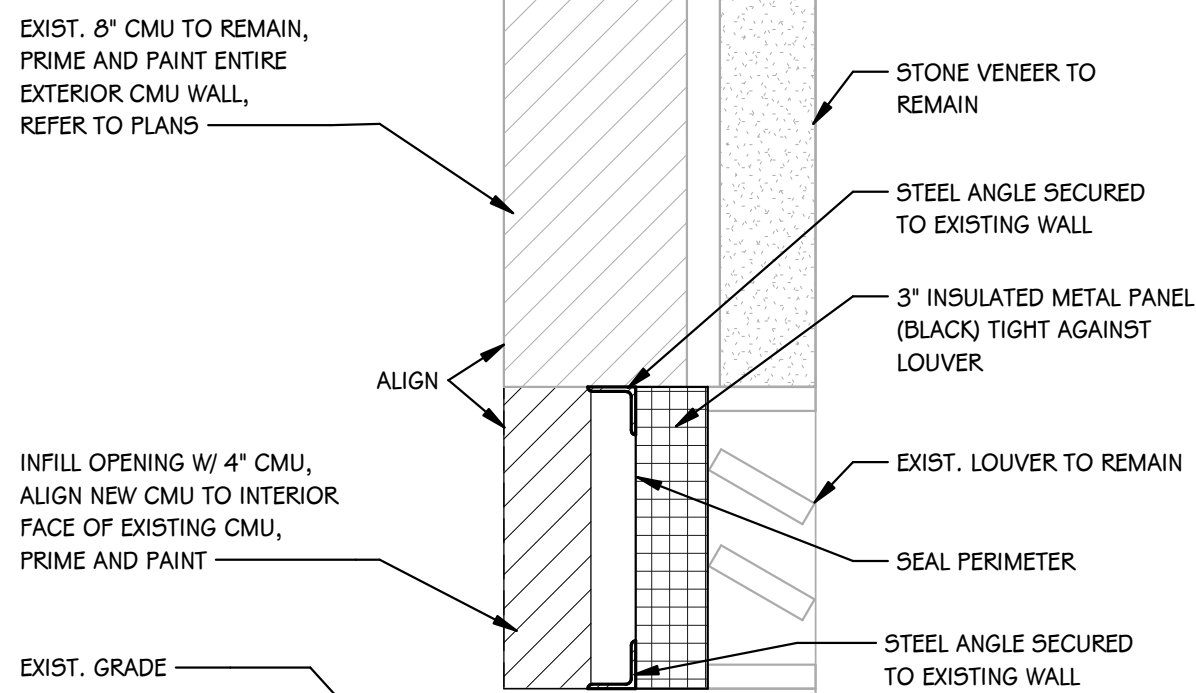 EXIST. 8" CMU TO REMAIN,
PRIME AND PAINT ENTIRE
EXTERIOR CMU WALL,
REFER TO PLANS
STONE VENEER TO
REMAIN
STEEL ANGLE SECURED
TO EXISTING WALL
3" INSULATED METAL PANEL
(BLACK) TIGHT AGAINST
LOUVER
ALIGN
INFILL OPENING W/ 4" CMU,
ALIGN NEW CMU TO INTERIOR
FACE OF EXISTING CMU,
PRIME AND PAINT
EXIST. LOUVER TO REMAIN
SEAL PERIMETER
STEEL ANGLE SECURED
TO EXISTING WALL
EXIST. GRADE